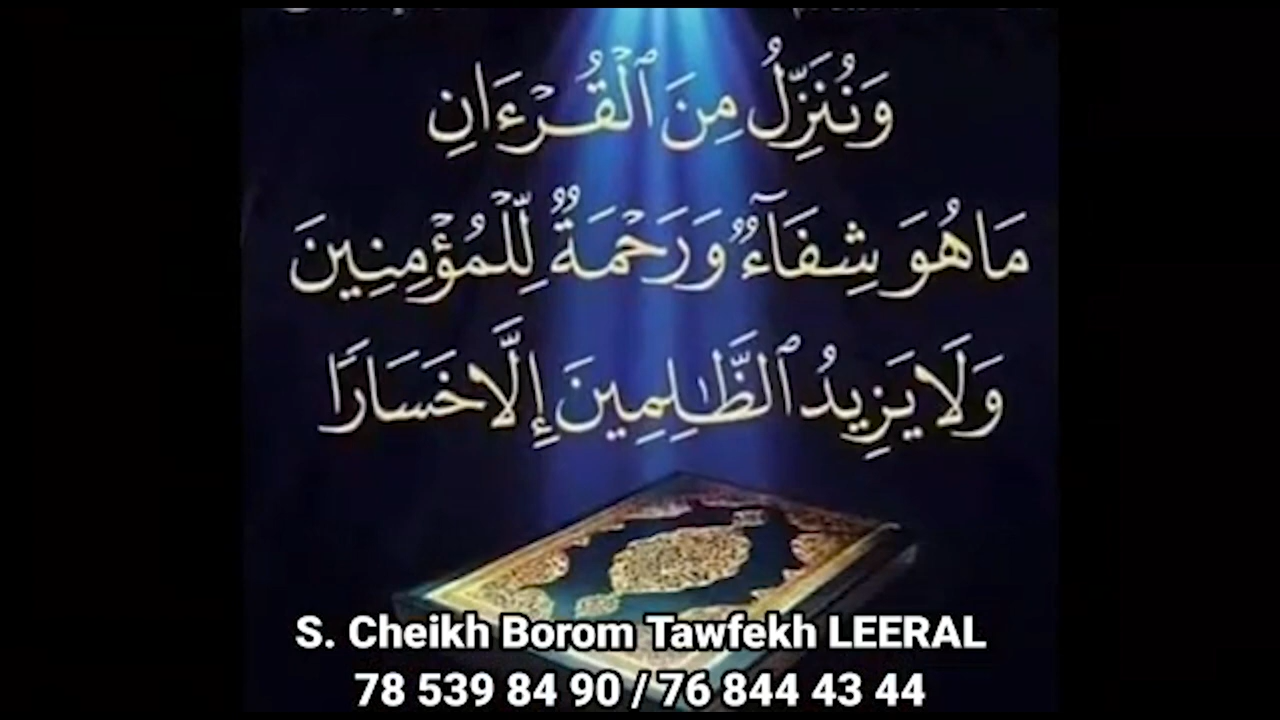 وَنُنَزِّلُ مِنَ ٱلْقُرْءَانِ
مَا هُوَ شِفَآءٌ وَرَحْمَةٌ لِّلْمُؤْمِنِينَ
وَلَا يَزِيدُ ٱلظَّٰلِمِينَ إِلَّا خَسَارًا
S. Cheikh Borom Tawfekh LEERAL
78 539 84 90 / 76 844 43 44